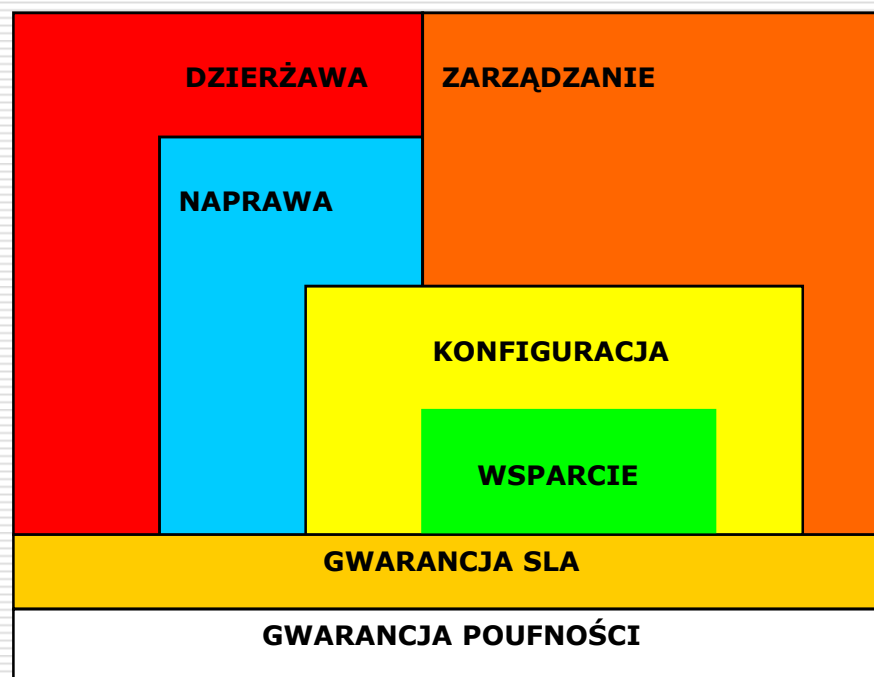 DZIERŻAWA
ZARZĄDZANIE
NAPRAWA
KONFIGURACJA
WSPARCIE
GWARANCJA SLA
GWARANCJA POUFNOŚCI